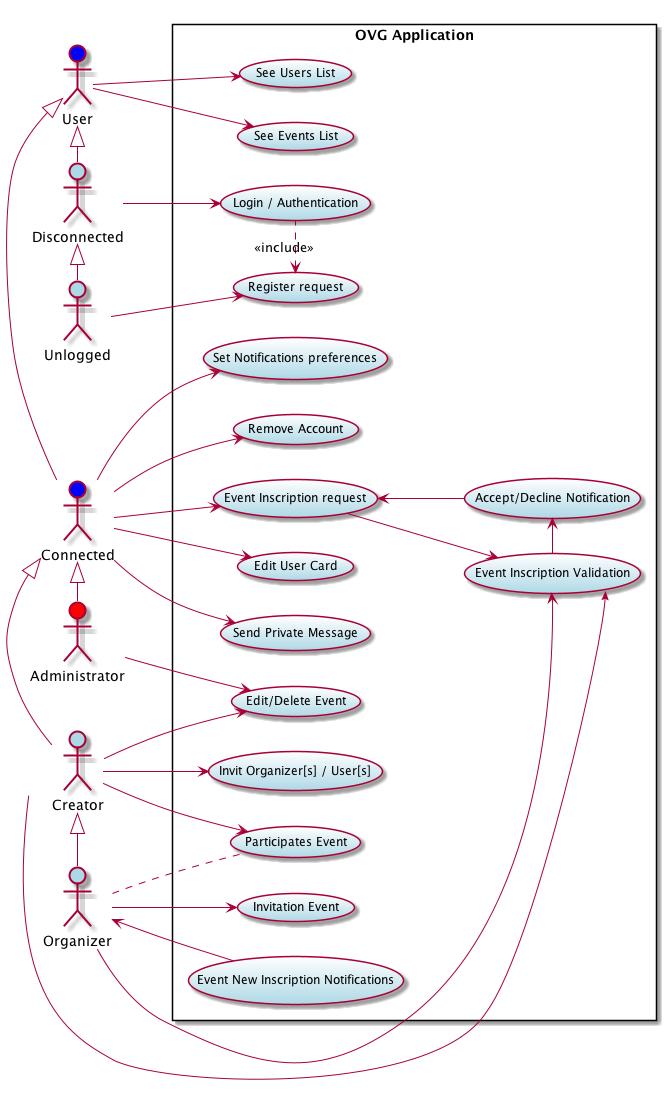 OVG Application
See Users List
User
See Events List
Login / Authentication
Disconnected
«include»
Register request
Unlogged
Set Notifications preferences
Remove Account
Event Inscription request
Accept/Decline Notification
Connected
Edit User Card
Event Inscription Validation
Send Private Message
Administrator
Edit/Delete Event
Invit Organizer[s] / User[s]
Creator
Participates Event
Invitation Event
Organizer
Event New Inscription Notifications